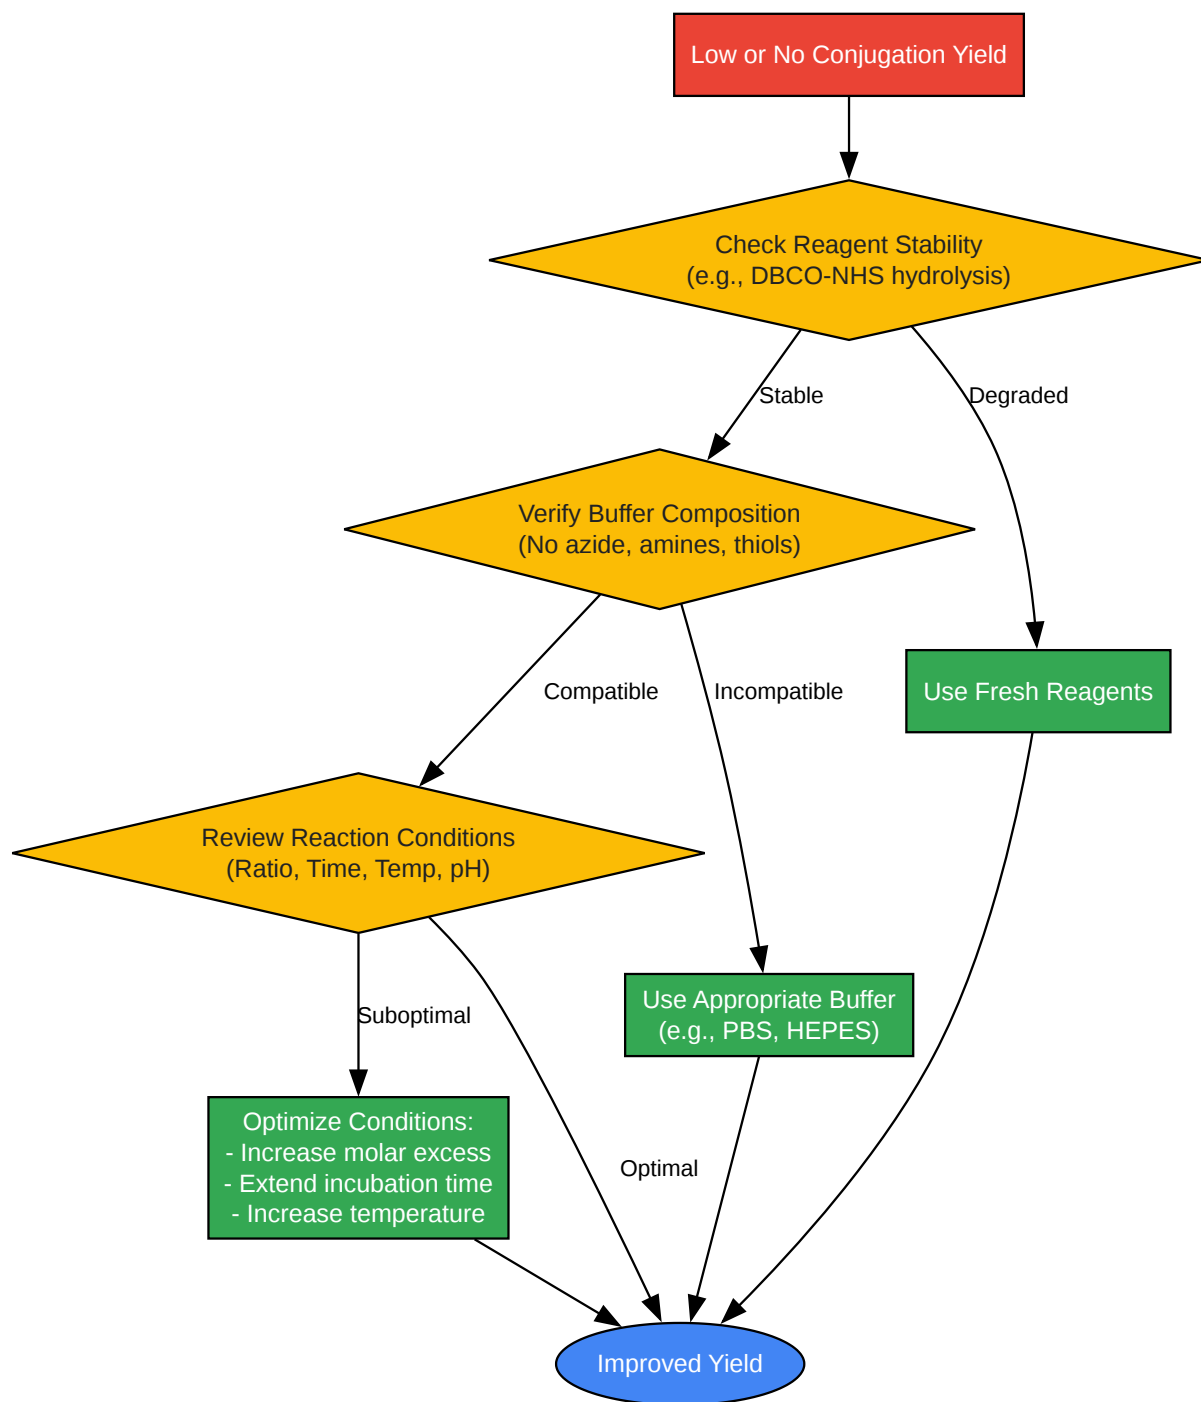 Low or No Conjugation Yield
Check Reagent Stability
(e.g., DBCO-NHS hydrolysis)
Stable
Degraded
Verify Buffer Composition
(No azide, amines, thiols)
Compatible
Incompatible
Use Fresh Reagents
Review Reaction Conditions
(Ratio, Time, Temp, pH)
Suboptimal
Use Appropriate Buffer
(e.g., PBS, HEPES)
Optimize Conditions:
- Increase molar excess
- Extend incubation time
- Increase temperature
Optimal
Improved Yield